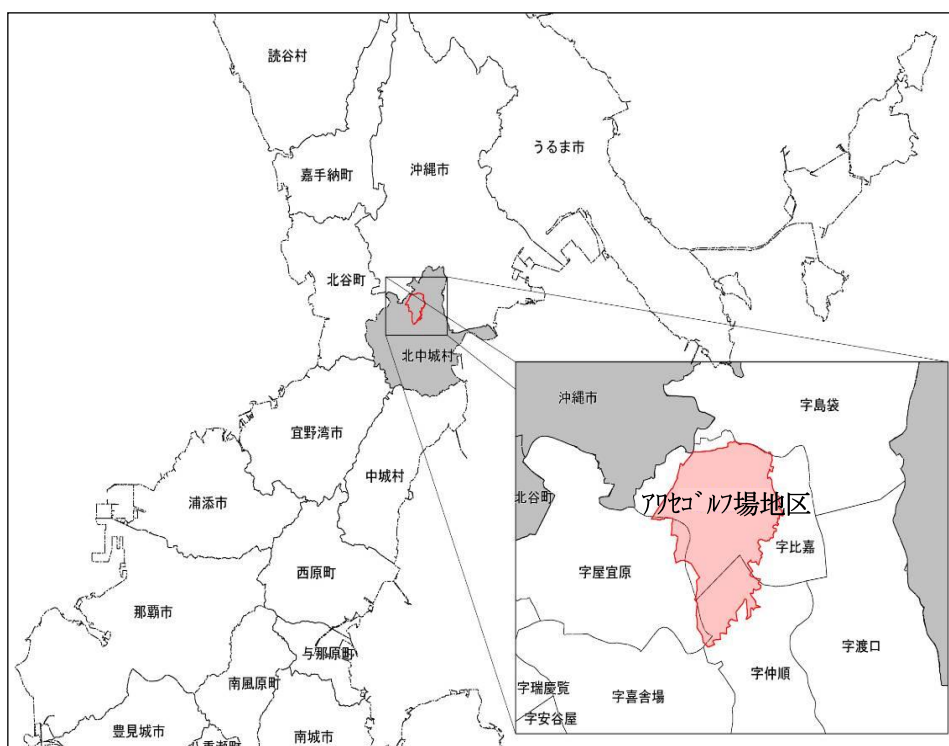 読谷村
嘉手納町
沖縄市
うるま市
北谷町
北中城村
宜野湾市
中城村
浦添市
西原町
那覇市
与那原町
南風原町
豊見城市
八重瀬町
南城市
沖縄市
字島袋
北谷町
ｱﾜｾｺﾞﾙﾌ場地区
字比嘉
字屋宜原
字渡口
字仲順
字瑞慶覧
字喜舎場
字安谷屋